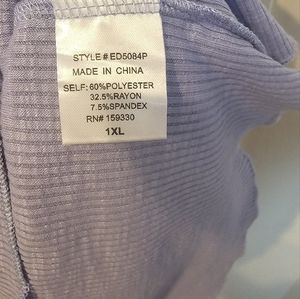 STYLE # ED5084P
MADE IN CHINA
SELF: 60%POLYESTER
32.5%RAYON
7.5%SPANDEX
RN# 159330
1XL